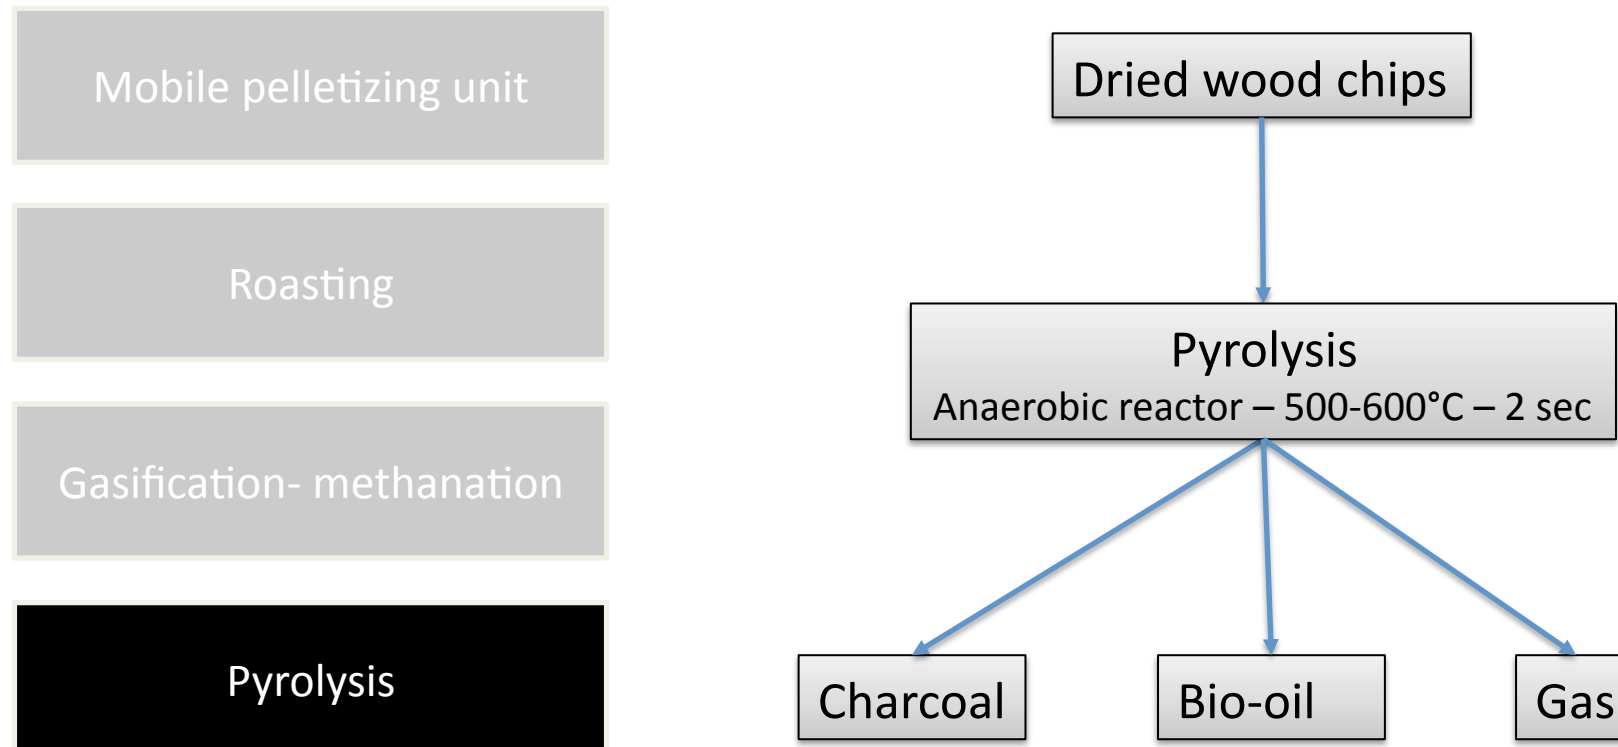 Mobile pelletizing unit
Roasting
Gasification- methanation
Pyrolysis
Dried wood chips
Pyrolysis
Anaerobic reactor – 500-600°C – 2 sec
Charcoal
Bio-oil
Gas